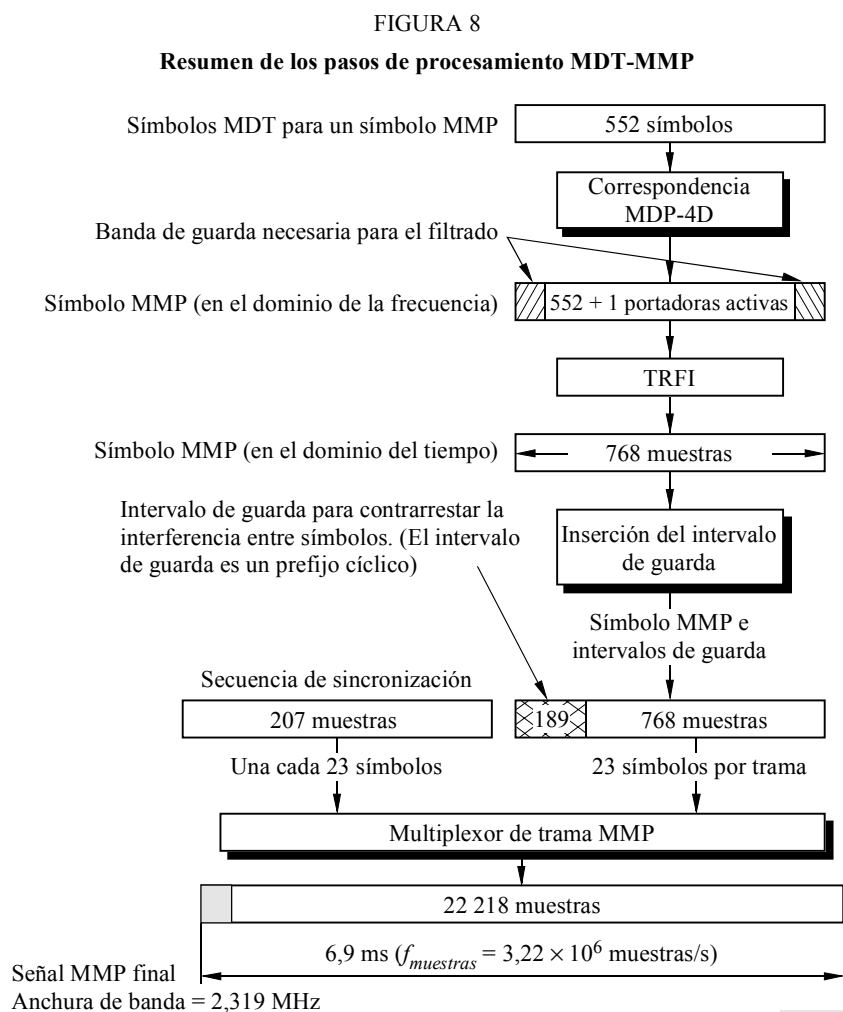 FIGURA 8
Resumen de los pasos de procesamiento MDT-MMP
Símbolos MDT para un símbolo MMP
552 símbolos
Correspondencia
MDP-4D
Banda de guarda necesaria para el filtrado
Símbolo MMP (en el dominio de la frecuencia)
552 + 1 portadoras activas
TRFI
Símbolo MMP (en el dominio del tiempo)
768 muestras
Intervalo de guarda para contrarrestar la
interferencia entre símbolos. (El intervalo
de guarda es un prefijo cíclico)
Inserción del intervalo
de guarda
Símbolo MMP e
intervalos de guarda
Secuencia de sincronización
207 muestras
189
768 muestras
Una cada 23 símbolos
23 símbolos por trama
Multiplexor de trama MMP
22 218 muestras
6,9 ms (f_muestras = 3,22 × 10⁶ muestras/s)
Señal MMP final
Anchura de banda = 2,319 MHz